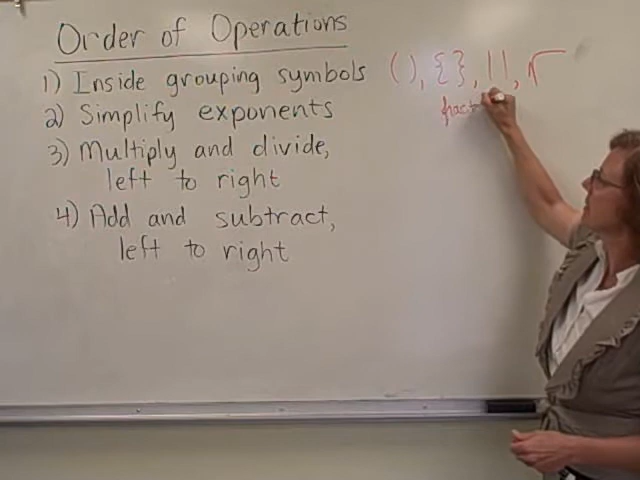 Order of Operations
1) Inside grouping symbols ( ), { }, | |, √
fract
2) Simplify exponents
3) Multiply and divide,
left to right
4) Add and subtract,
left to right